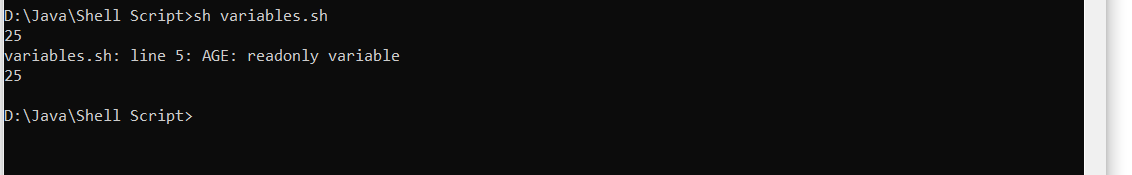 D:\Java\Shell Script>sh variables.sh
25
variables.sh: line 5: AGE: readonly variable
25
D:\Java\Shell Script>